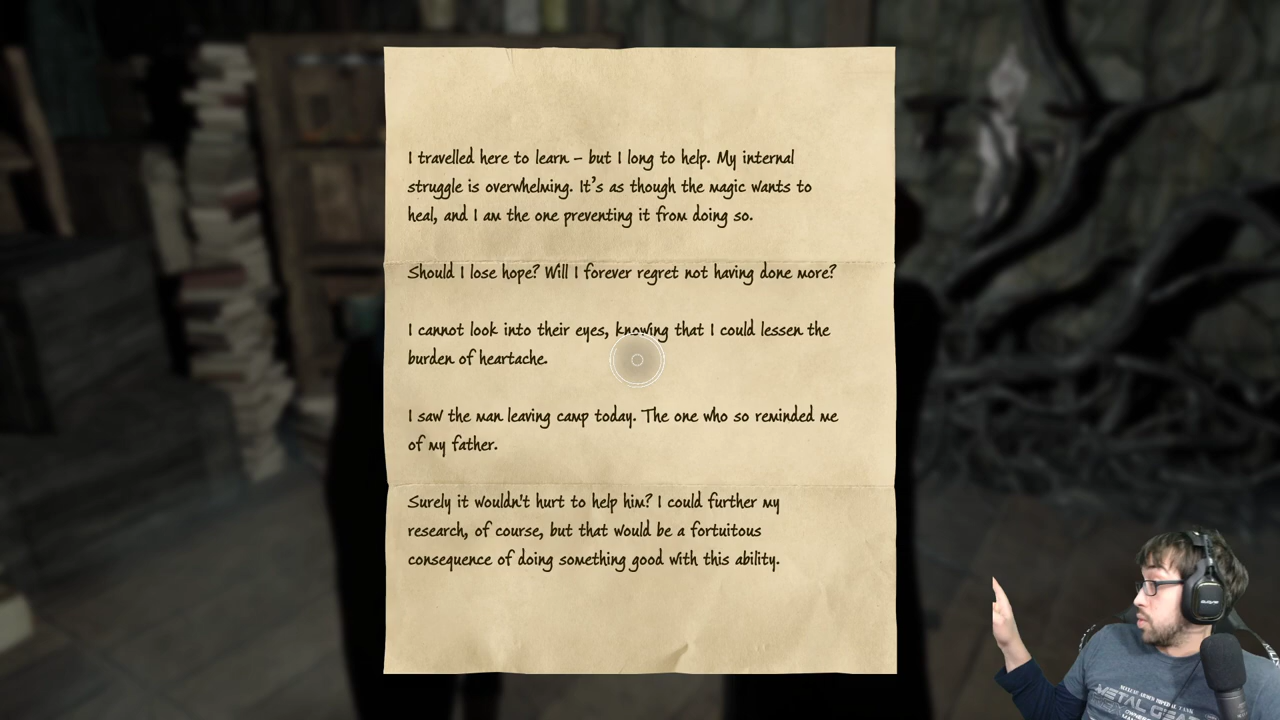 I travelled here to learn – but I long to help. My internal
struggle is overwhelming. It's as though the magic wants to
heal, and I am the one preventing it from doing so.
Should I lose hope? Will I forever regret not having done more?
I cannot look into their eyes, knowing that I could lessen the
burden of heartache.
I saw the man leaving camp today. The one who so reminded me
of my father.
Surely it wouldn't hurt to help him? I could further my
research, of course, but that would be a fortuitous
consequence of doing something good with this ability.
METAL GE